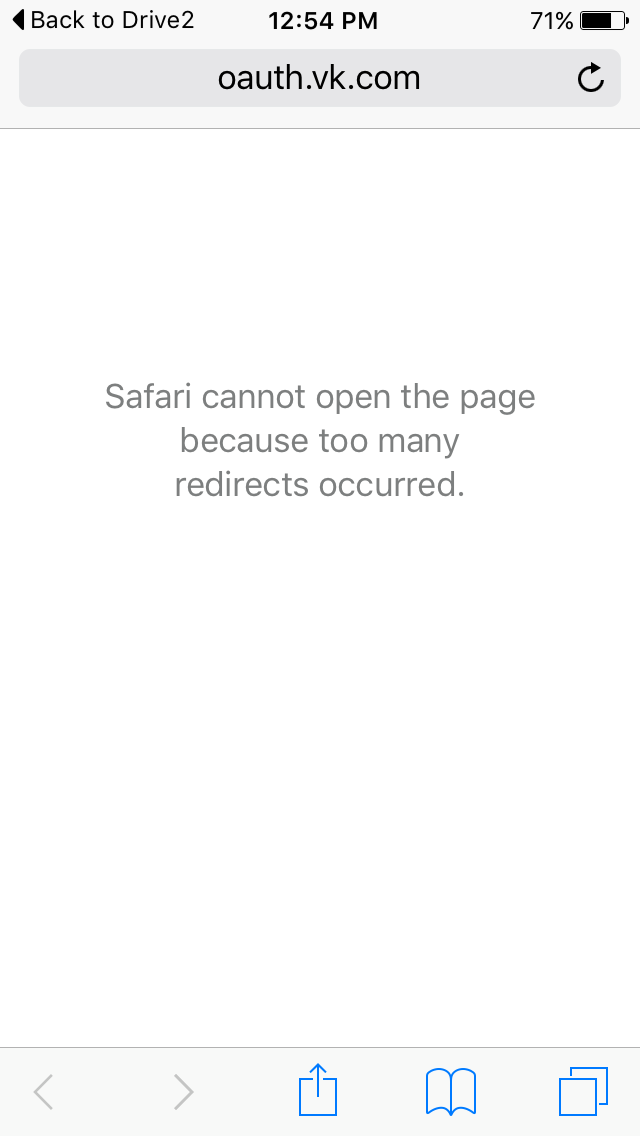 Back to Drive2 12:54 PM 71%
oauth.vk.com
Safari cannot open the page
because too many
redirects occurred.